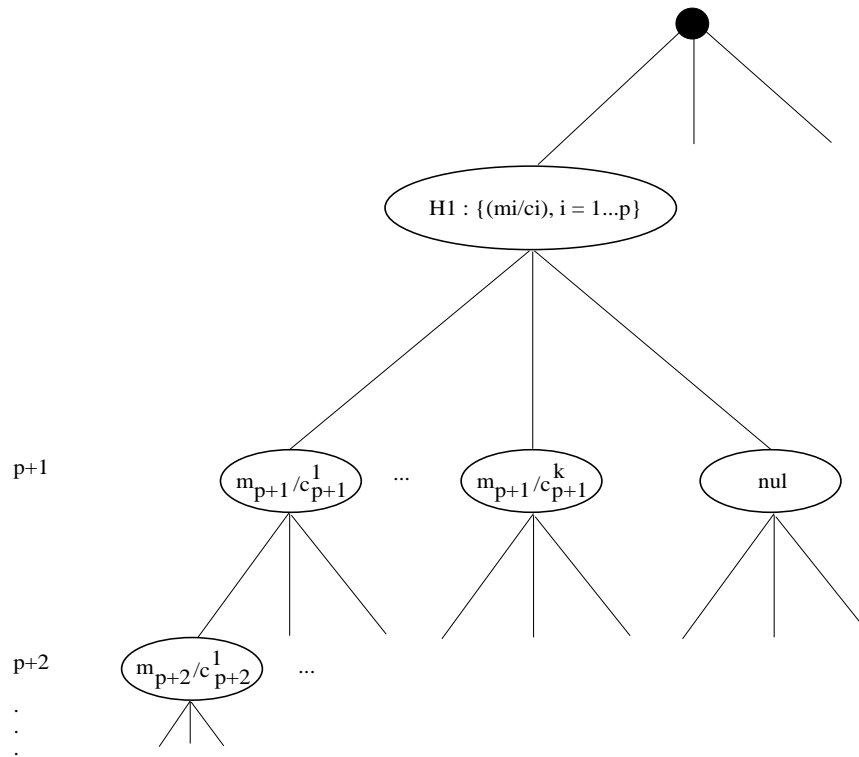 H1 : {(mi/ci), i = 1...p}
p+1 m_{p+1}/c^1_{p+1} ... m_{p+1}/c^k_{p+1} nul
p+2 m_{p+2}/c^1_{p+2} ...
.
.
.